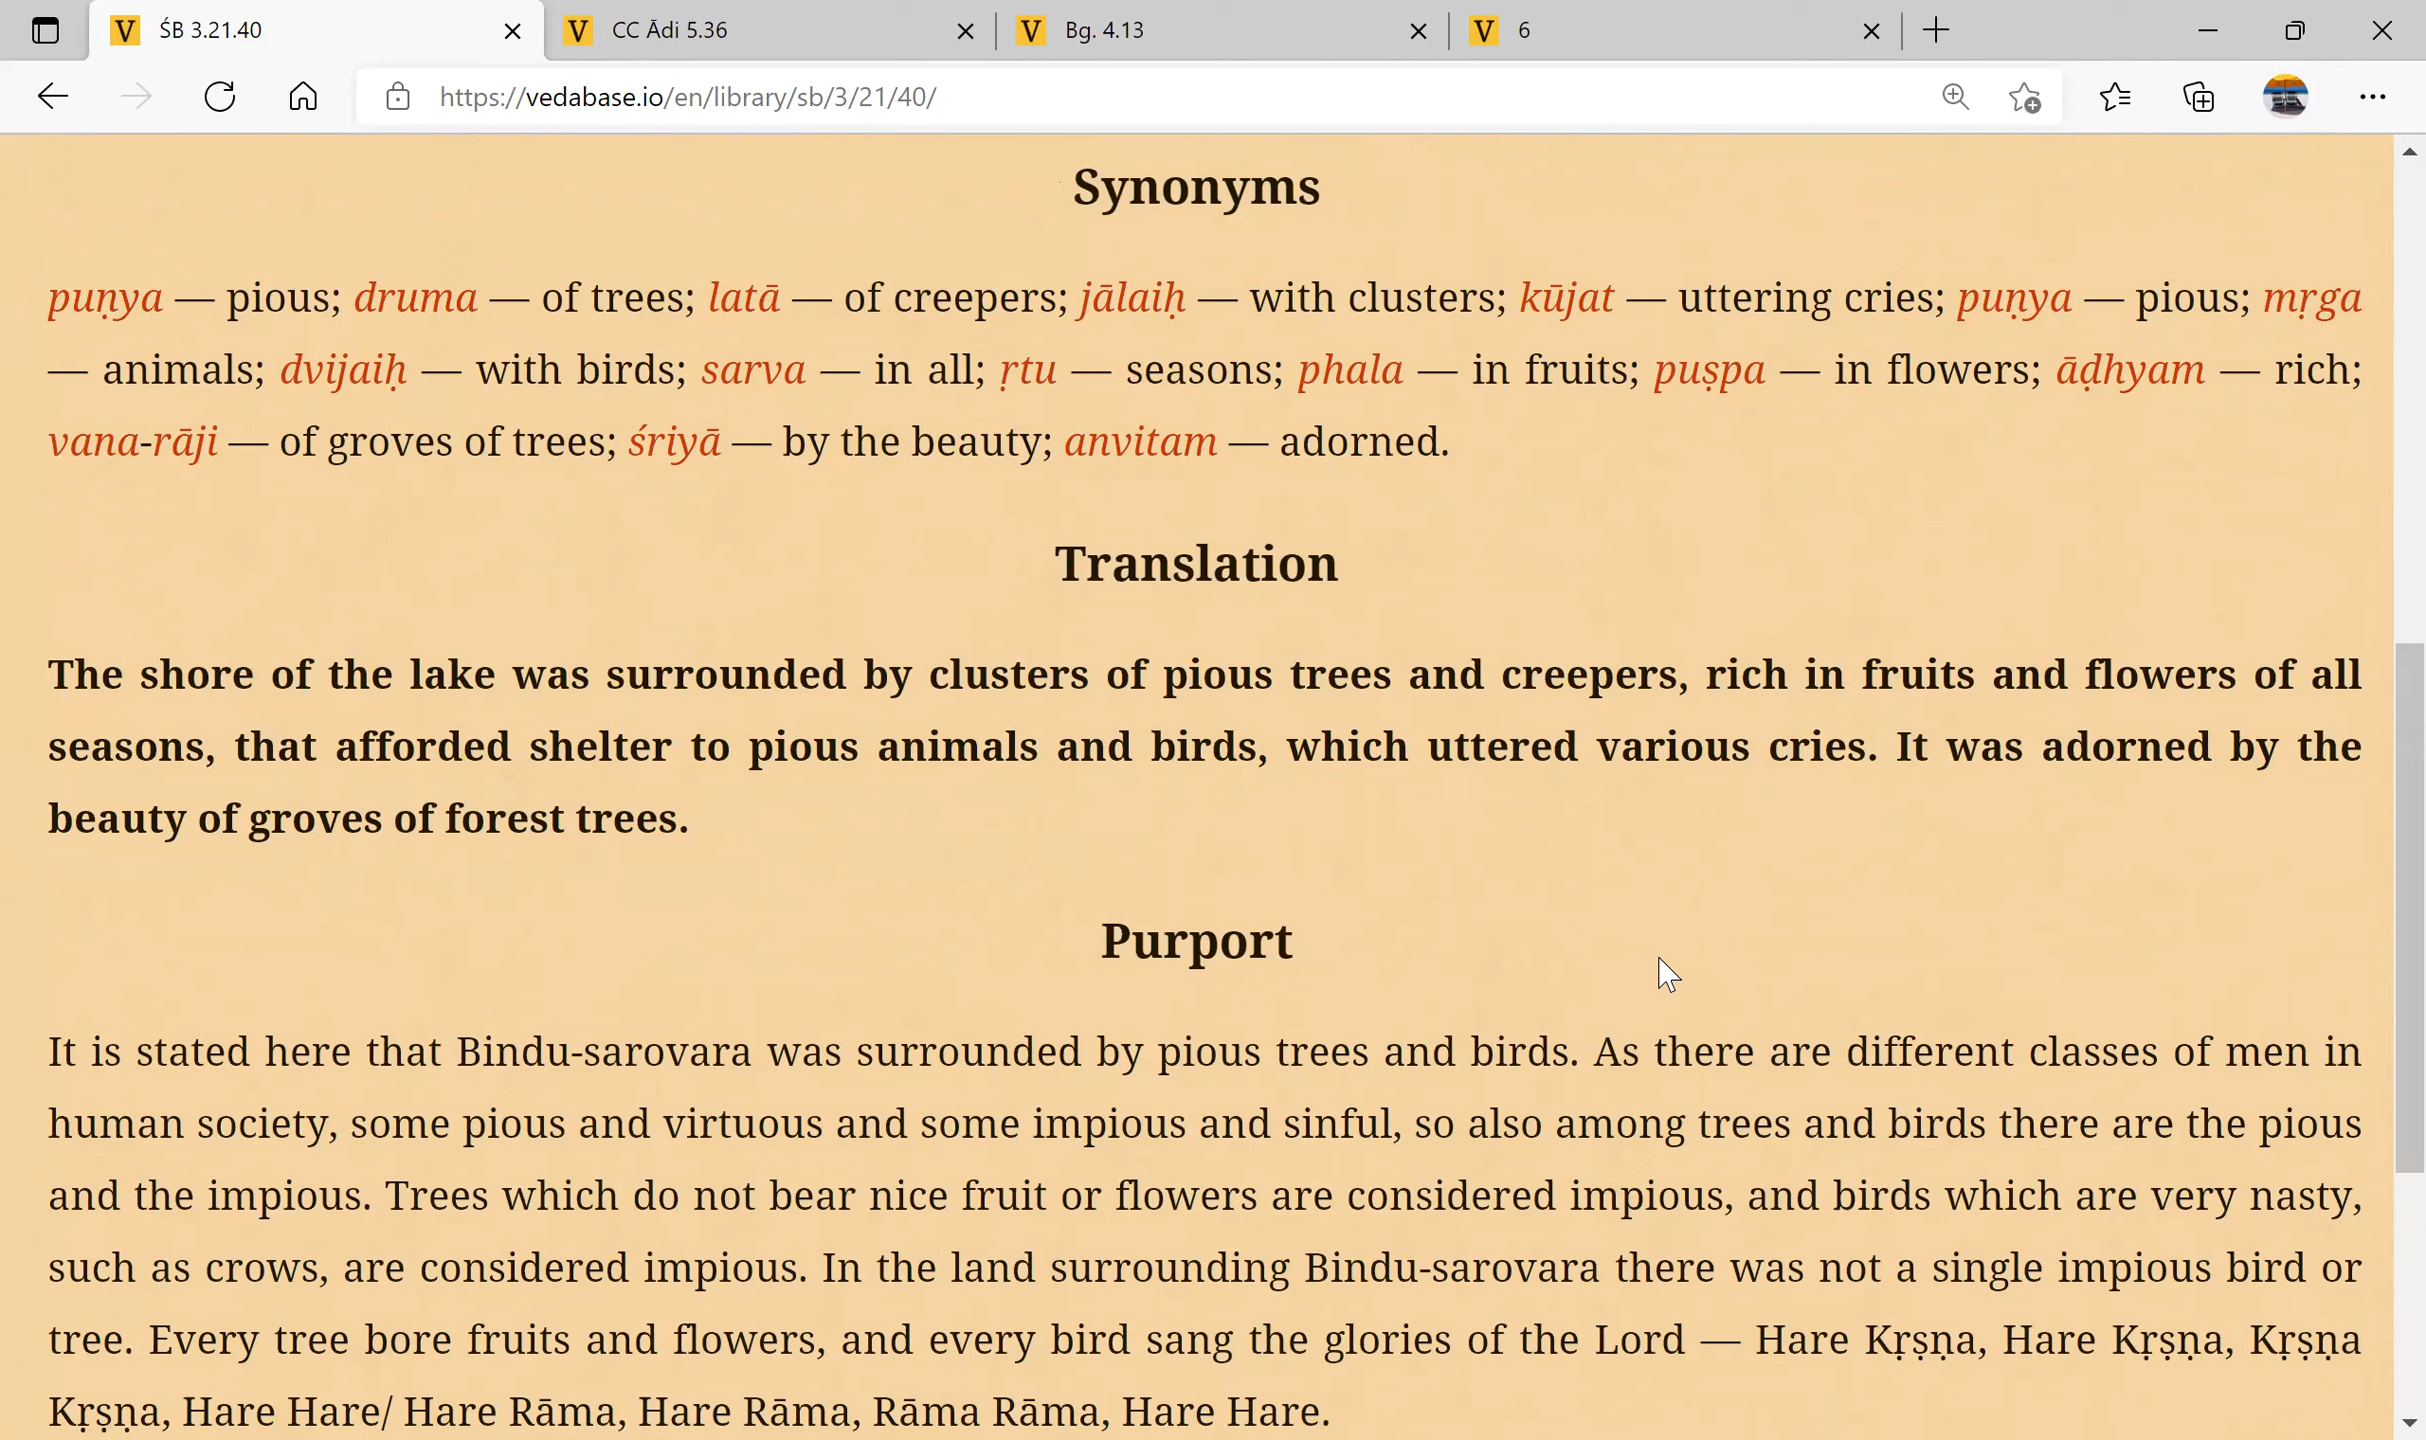 ŚB 3.21.40
CC Ādi 5.36
Bg. 4.13
6
https://vedabase.io/en/library/sb/3/21/40/
Synonyms
puṇya — pious; druma — of trees; latā — of creepers; jālaiḥ — with clusters; kūjat — uttering cries; puṇya — pious; mṛga
— animals; dvijaiḥ — with birds; sarva — in all; ṛtu — seasons; phala — in fruits; puṣpa — in flowers; āḍhyam — rich;
vana-rāji — of groves of trees; śriyā — by the beauty; anvitam — adorned.
Translation
The shore of the lake was surrounded by clusters of pious trees and creepers, rich in fruits and flowers of all
seasons, that afforded shelter to pious animals and birds, which uttered various cries. It was adorned by the
beauty of groves of forest trees.
Purport
It is stated here that Bindu-sarovara was surrounded by pious trees and birds. As there are different classes of men in
human society, some pious and virtuous and some impious and sinful, so also among trees and birds there are the pious
and the impious. Trees which do not bear nice fruit or flowers are considered impious, and birds which are very nasty,
such as crows, are considered impious. In the land surrounding Bindu-sarovara there was not a single impious bird or
tree. Every tree bore fruits and flowers, and every bird sang the glories of the Lord — Hare Kṛṣṇa, Hare Kṛṣṇa, Kṛṣṇa
Kṛṣṇa, Hare Hare/ Hare Rāma, Hare Rāma, Rāma Rāma, Hare Hare.